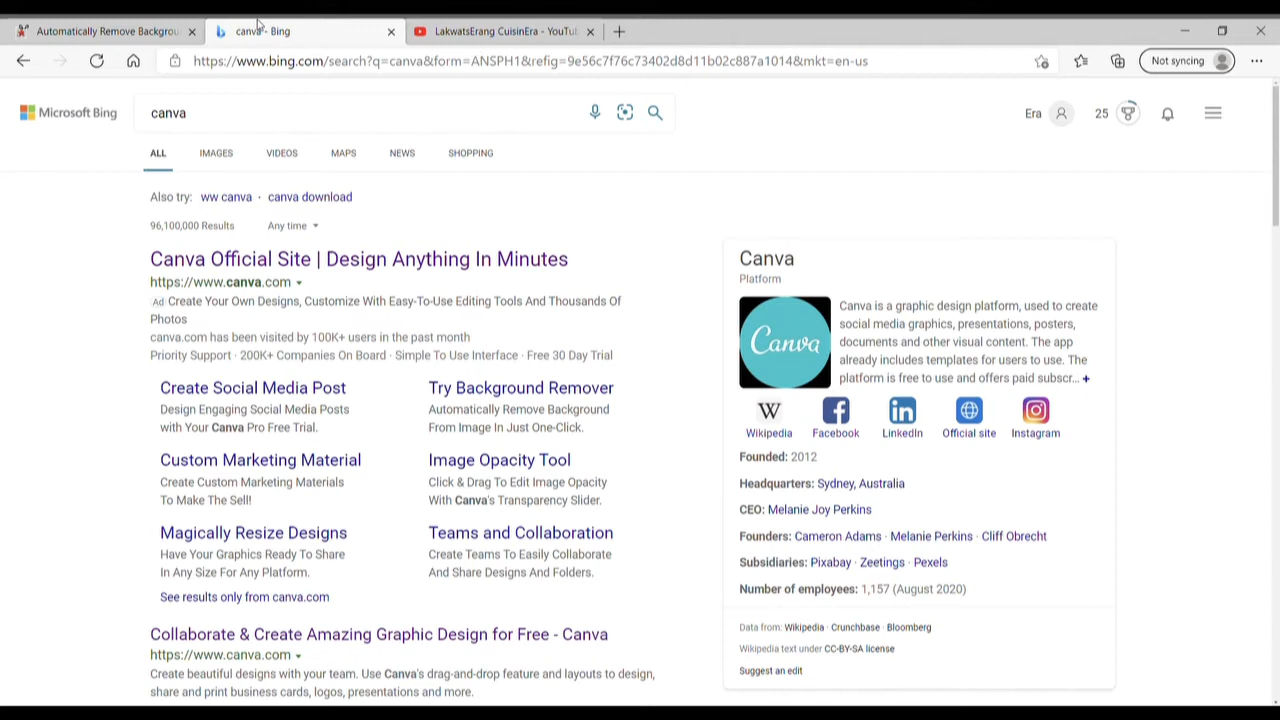 Automatically Remove Backgrou
canva - Bing
LakwatsErang CuisinEra - YouTub
https://www.bing.com/search?q=canva&form=ANSPH1&refig=9e56c7f76c73402d8d11b02c887a1014&mkt=en-us
Not syncing
Microsoft Bing
canva
Era
25
ALL
IMAGES
VIDEOS
MAPS
NEWS
SHOPPING
Also try: ww canva · canva download
96,100,000 Results
Any time
Canva Official Site | Design Anything In Minutes
https://www.canva.com
Ad Create Your Own Designs, Customize With Easy-To-Use Editing Tools And Thousands Of
Photos
canva.com has been visited by 100K+ users in the past month
Priority Support · 200K+ Companies On Board · Simple To Use Interface · Free 30 Day Trial
Create Social Media Post
Design Engaging Social Media Posts
with Your Canva Pro Free Trial.
Try Background Remover
Automatically Remove Background
From Image In Just One-Click.
Custom Marketing Material
Create Custom Marketing Materials
To Make The Sell!
Image Opacity Tool
Click & Drag To Edit Image Opacity
With Canva's Transparency Slider.
Magically Resize Designs
Have Your Graphics Ready To Share
In Any Size For Any Platform.
Teams and Collaboration
Create Teams To Easily Collaborate
And Share Designs And Folders.
See results only from canva.com
Collaborate & Create Amazing Graphic Design for Free - Canva
https://www.canva.com
Create beautiful designs with your team. Use Canva's drag-and-drop feature and layouts to design,
share and print business cards, logos, presentations and more.
Canva
Platform
Canva
Canva is a graphic design platform, used to create
social media graphics, presentations, posters,
documents and other visual content. The app
already includes templates for users to use. The
platform is free to use and offers paid subscr... +
W
Wikipedia
Facebook
LinkedIn
Official site
Instagram
Founded: 2012
Headquarters: Sydney, Australia
CEO: Melanie Joy Perkins
Founders: Cameron Adams · Melanie Perkins · Cliff Obrecht
Subsidiaries: Pixabay · Zeetings · Pexels
Number of employees: 1,157 (August 2020)
Data from: Wikipedia · Crunchbase · Bloomberg
Wikipedia text under CC-BY-SA license
Suggest an edit